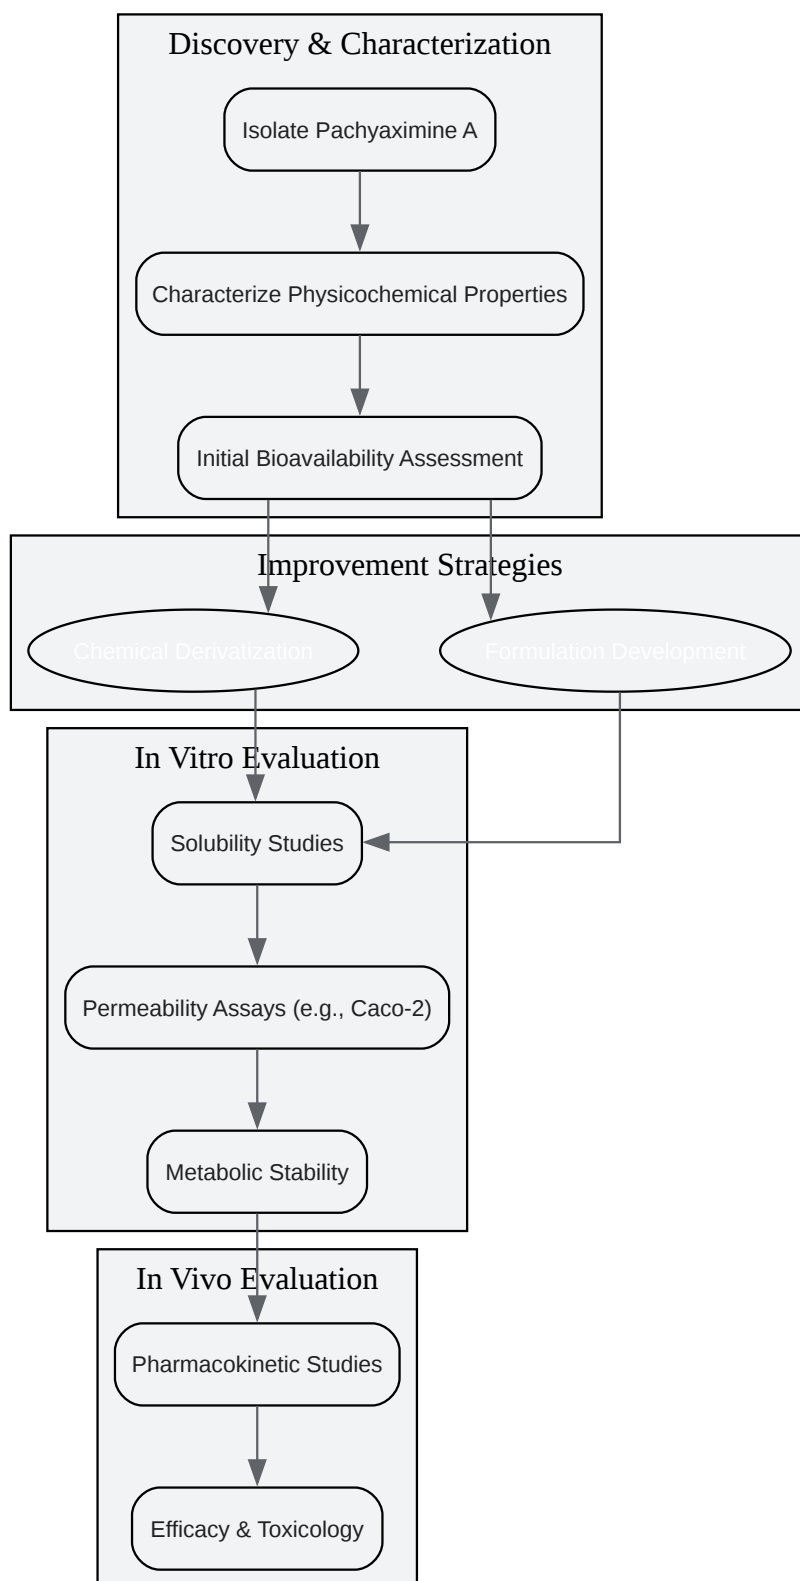 Discovery & Characterization
Isolate Pachyaximine A
Characterize Physicochemical Properties
Initial Bioavailability Assessment
Improvement Strategies
Chemical Derivatization
Formulation Development
In Vitro Evaluation
Solubility Studies
Permeability Assays (e.g., Caco-2)
Metabolic Stability
In Vivo Evaluation
Pharmacokinetic Studies
Efficacy & Toxicology